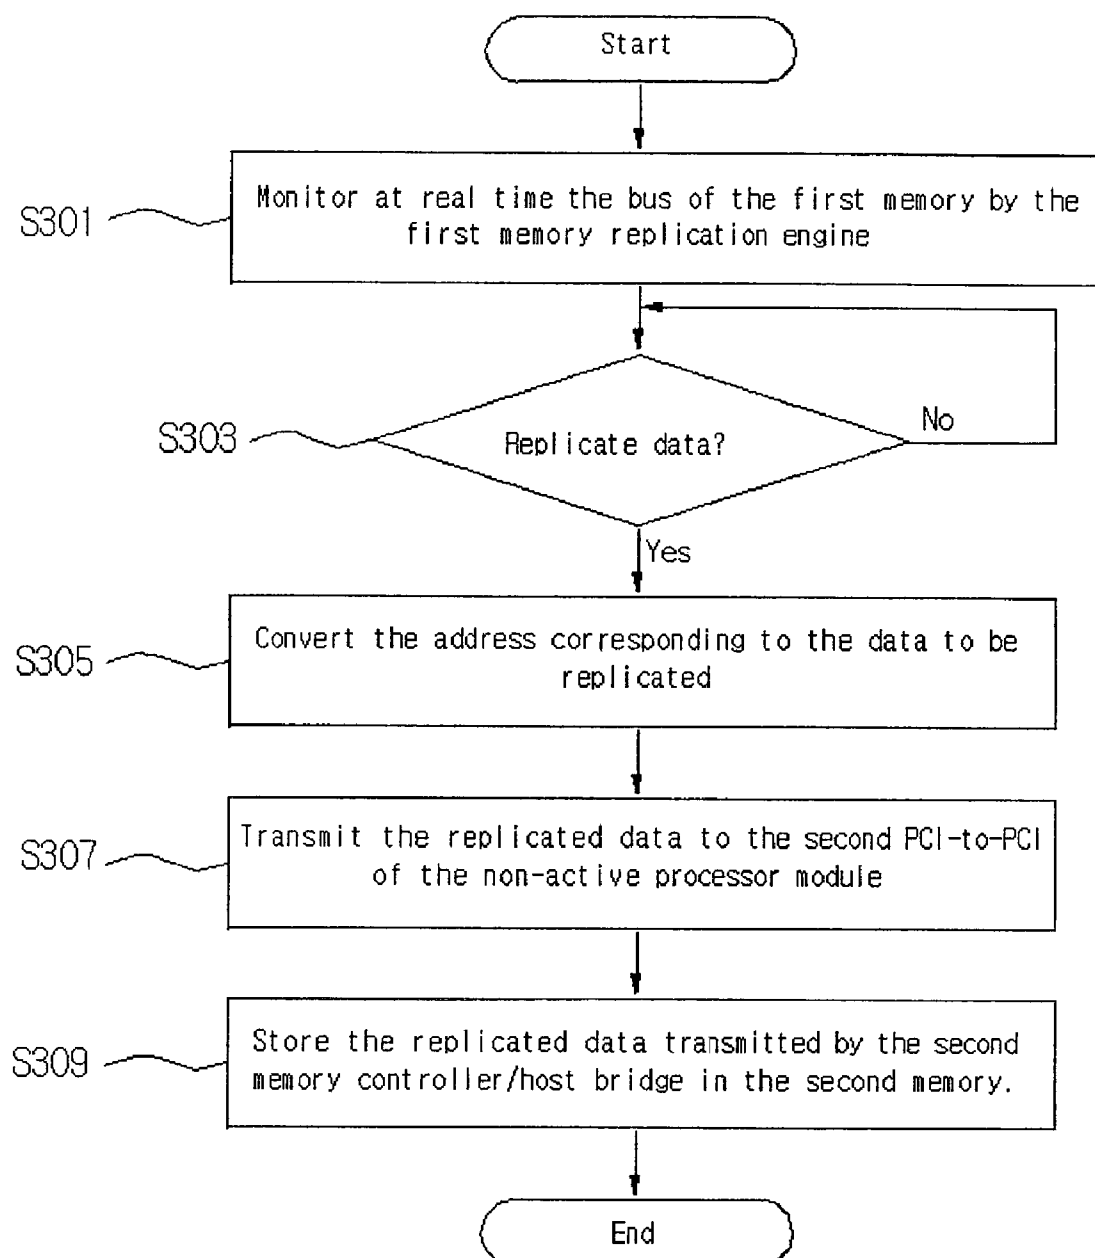 Start
S301
Monitor at real time the bus of the first memory by the
first memory replication engine
S303
Replicate data?
No
Yes
S305
Convert the address corresponding to the data to be
replicated
S307
Transmit the replicated data to the second PCI-to-PCI
of the non-active processor module
S309
Store the replicated data transmitted by the second
memory controller/host bridge in the second memory.
End